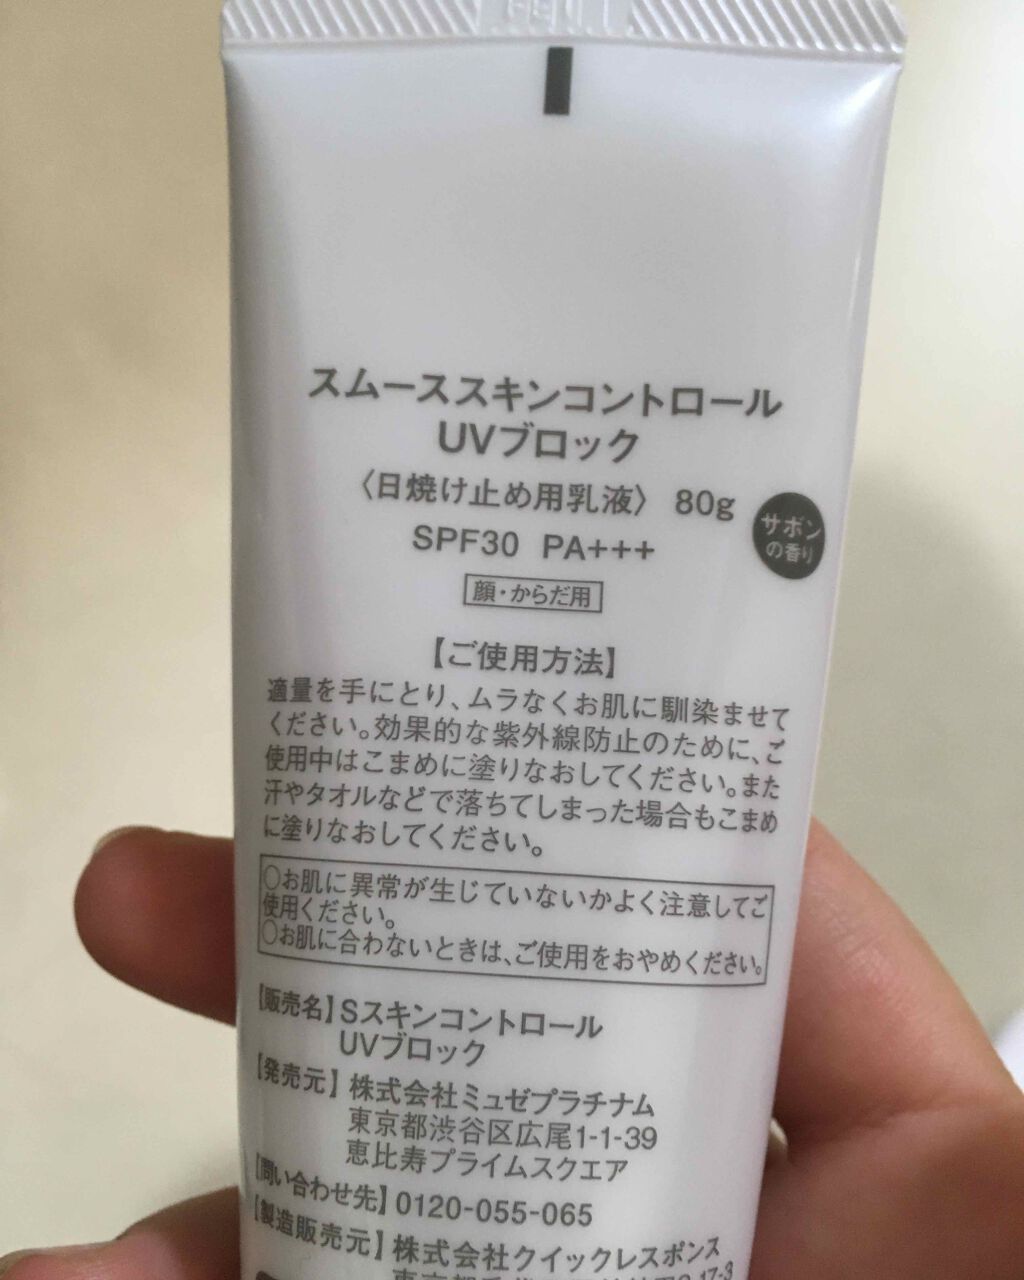 スムーススキンコントロール
UVブロック
〈日焼け止め用乳液〉 80g
サボン
の香り
SPF30 PA+++
顔・からだ用
【ご使用方法】
適量を手にとり、ムラなくお肌に馴染ませて
ください。効果的な紫外線防止のために、ご
使用中はこまめに塗りなおしてください。また
汗やタオルなどで落ちてしまった場合もこまめ
に塗りなおしてください。
○お肌に異常が生じていないかよく注意してご
使用ください。
○お肌に合わないときは、ご使用をおやめください。
【販売名】Sスキンコントロール
UVブロック
【発売元】株式会社ミュゼプラチナム
東京都渋谷区広尾1-1-39
恵比寿プライムスクエア
【問い合わせ先】0120-055-065
【製造販売元】株式会社クイックレスポンス
東京都